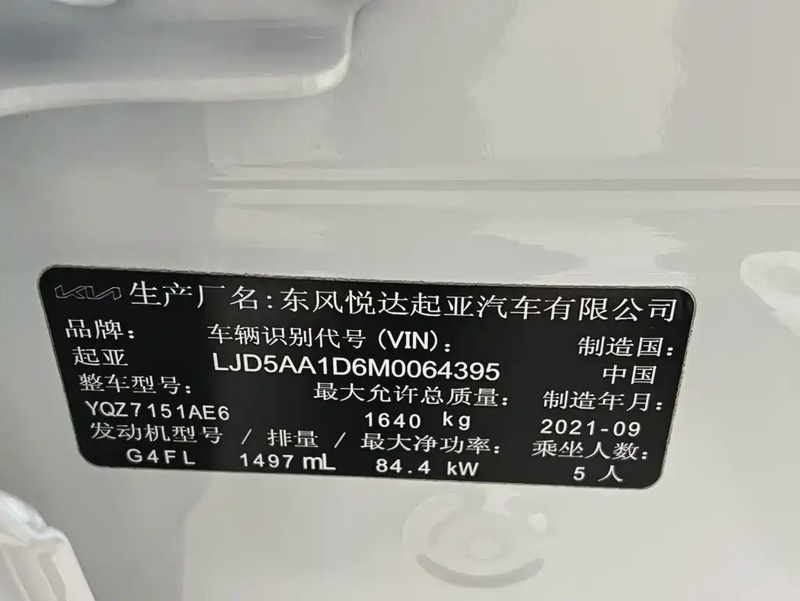 KIA 生产厂名:东风悦达起亚汽车有限公司
品牌: 车辆识别代号(VIN): 制造国:
起亚 LJD5AA1D6M0064395 中国
整车型号: 最大允许总质量: 制造年月:
YQZ7151AE6 1640 kg 2021-09
发动机型号 / 排量 / 最大净功率: 乘坐人数:
G4FL 1497 mL 84.4 kW 5 人